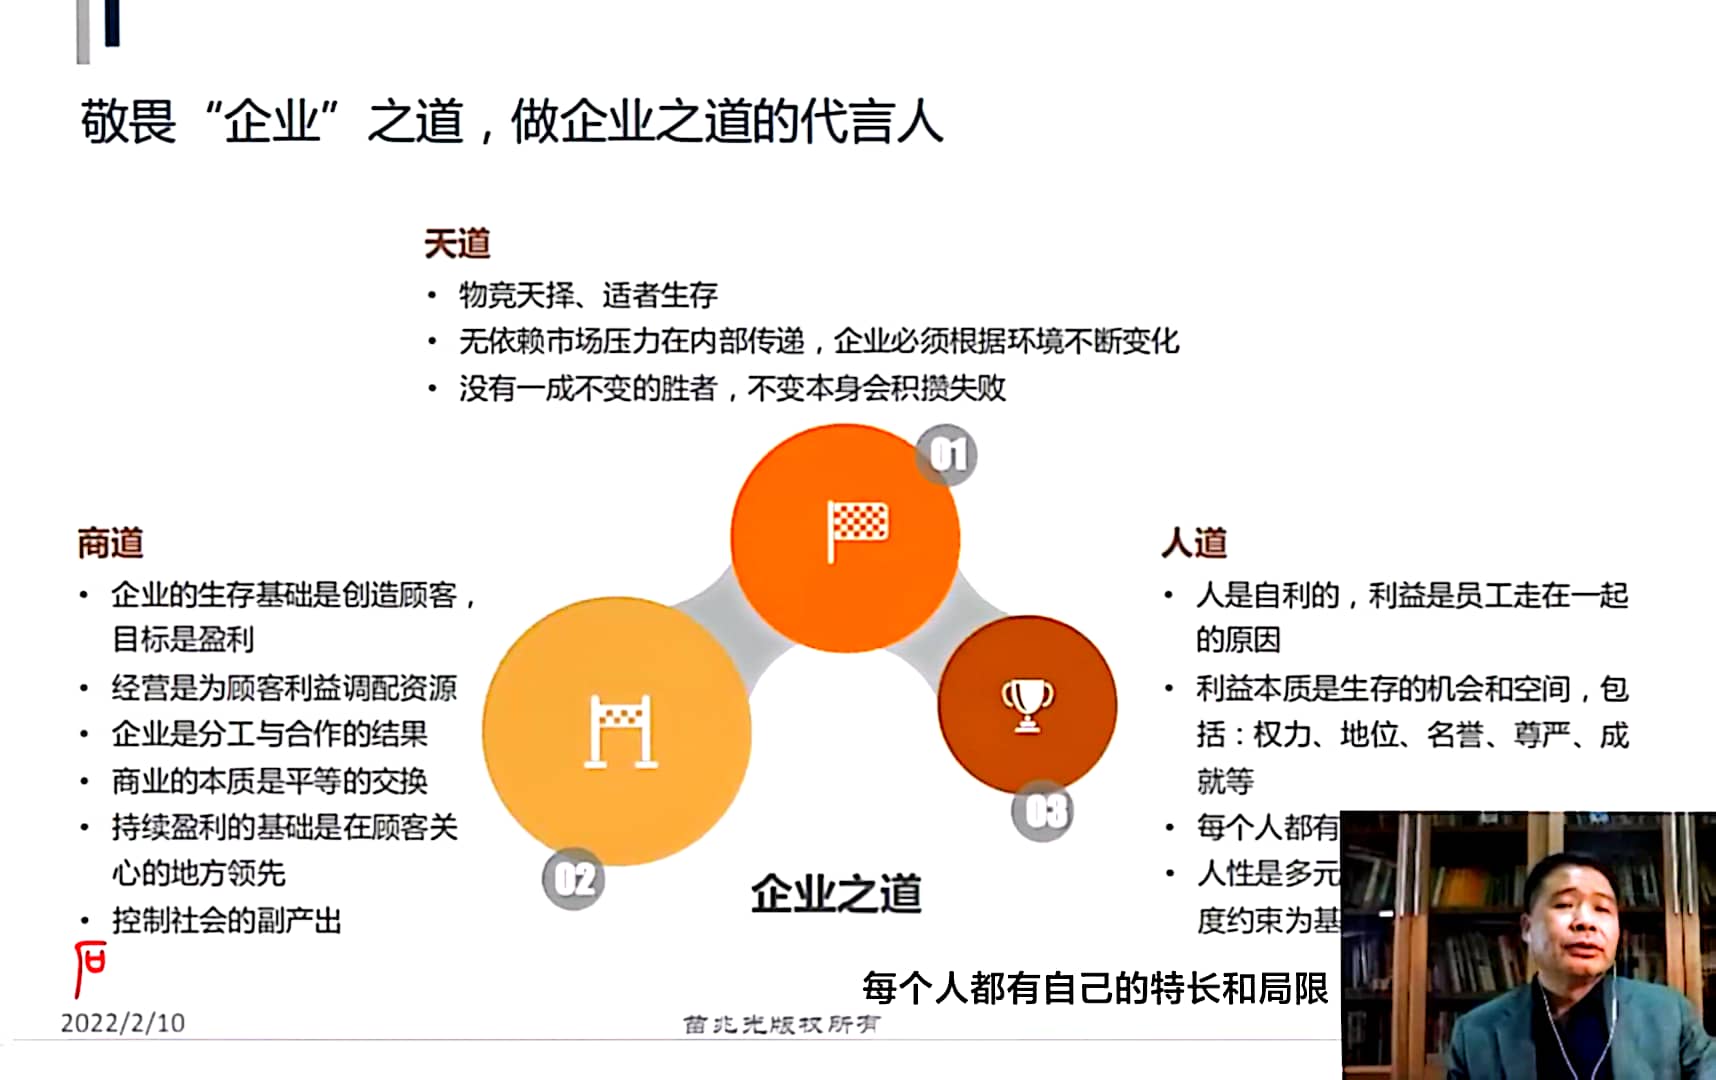 敬畏“企业”之道，做企业之道的代言人
天道
• 物竞天择、适者生存
• 无依赖市场压力在内部传递，企业必须根据环境不断变化
• 没有一成不变的胜者，不变本身会积攒失败
01
商道
• 企业的生存基础是创造顾客，
目标是盈利
• 经营是为顾客利益调配资源
• 企业是分工与合作的结果
• 商业的本质是平等的交换
• 持续盈利的基础是在顾客关
心的地方领先
• 控制社会的副产出
02
人道
• 人是自利的，利益是员工走在一起
的原因
• 利益本质是生存的机会和空间，包
括：权力、地位、名誉、尊严、成
就等
• 每个人都有
• 人性是多元
度约束为基
03
企业之道
每个人都有自己的特长和局限
2022/2/10
苗兆光版权所有